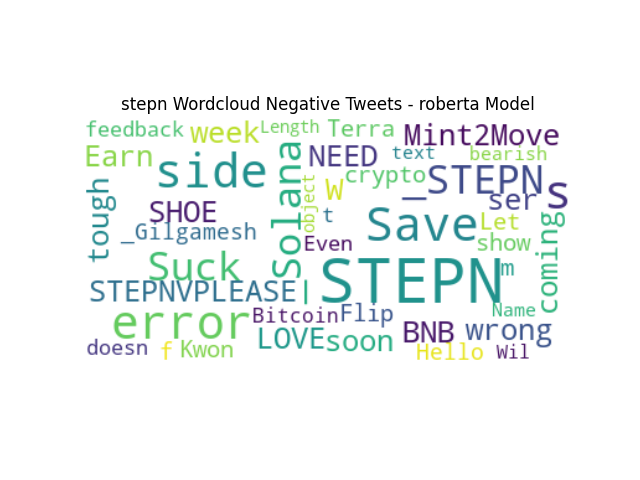 stepn Wordcloud Negative Tweets - roberta Model
feedback week Length Terra Mint2Move
Earn side Solana NEED text bearish
crypto _STEPN s
tough SHOE object W ser
_Gilgamesh t Save Let coming
Even show
Suck STEPN m
STEPNVPLEASE l
error Bitcoin Flip Name
LOVE soon BNB wrong
doesn f Kwon Hello Wil